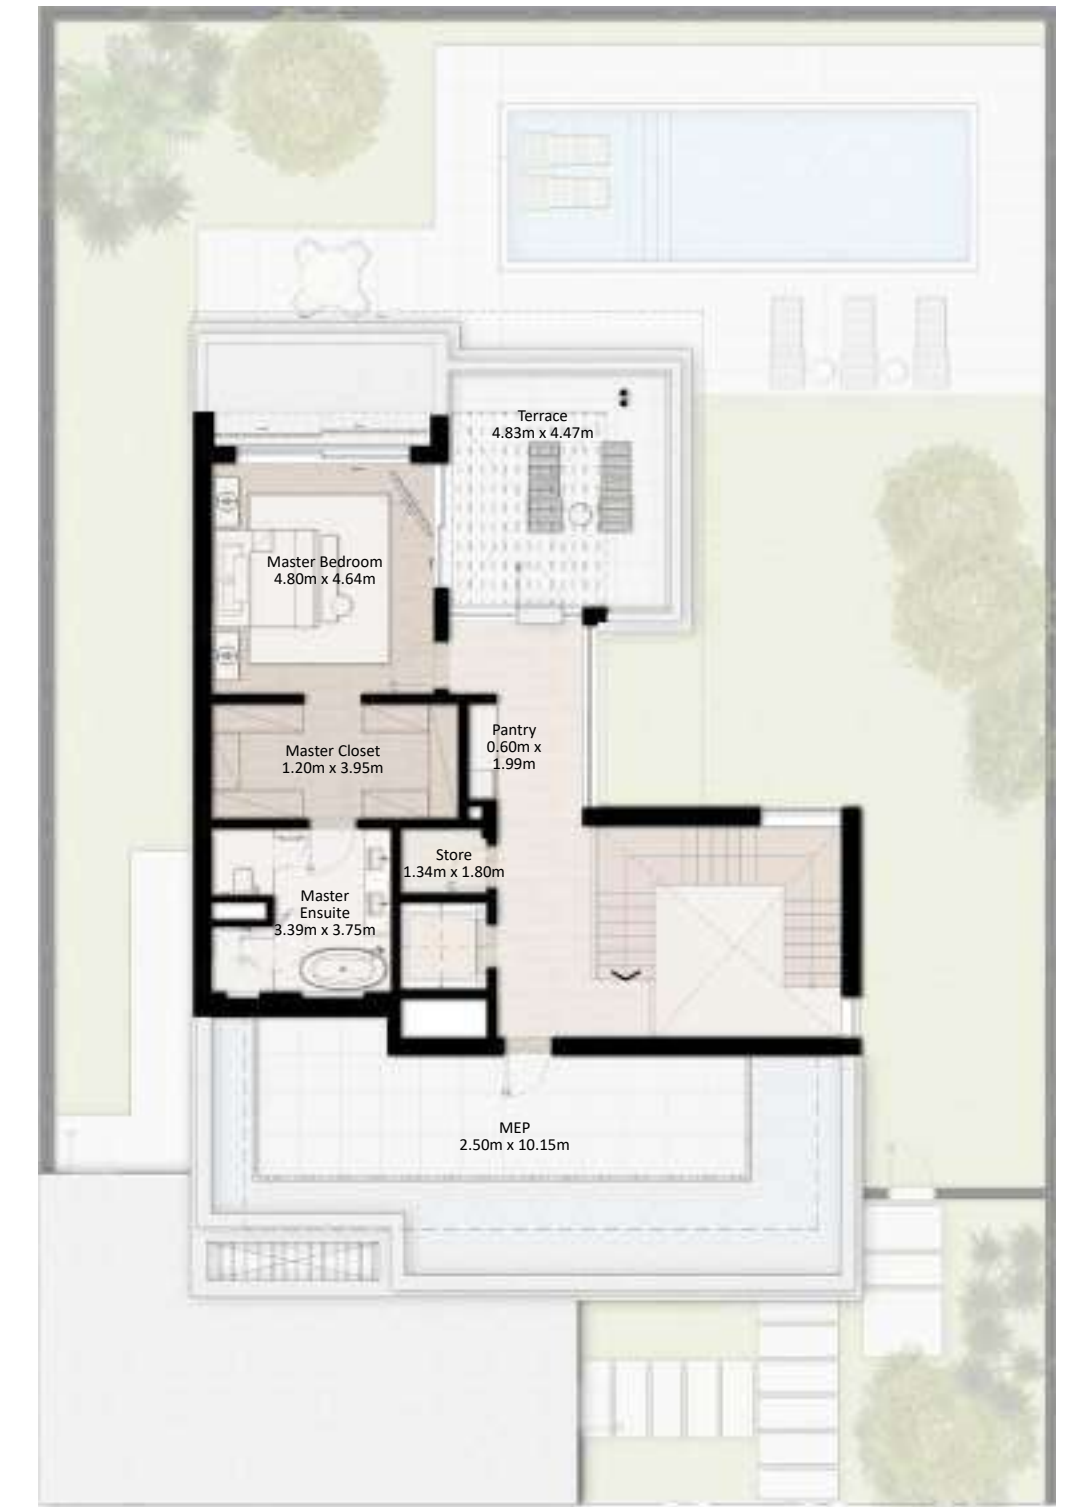 Terrace
4.83m x 4.47m
Master Bedroom
4.80m x 4.64m
Pantry
0.60m x
1.99m
Master Closet
1.20m x 3.95m
Store
1.34m x 1.80m
Master
Ensuite
3.39m x 3.75m
MEP
2.50m x 10.15m